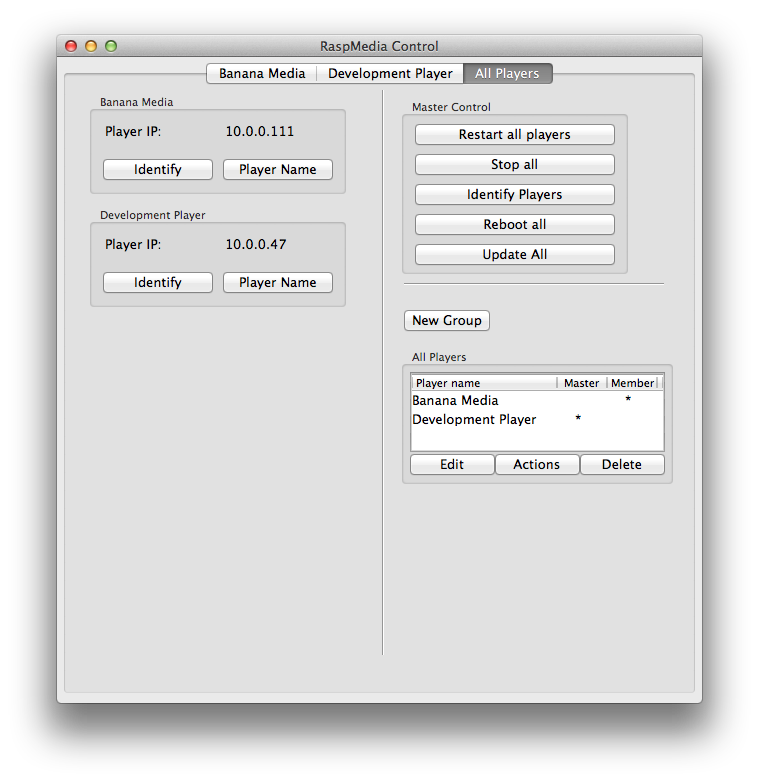 RaspMedia Control
Banana Media Development Player All Players
Banana Media
Player IP: 10.0.0.111
Identify Player Name
Development Player
Player IP: 10.0.0.47
Identify Player Name
Master Control
Restart all players
Stop all
Identify Players
Reboot all
Update All
New Group
All Players
Player name Master Member
Banana Media *
Development Player *
Edit Actions Delete